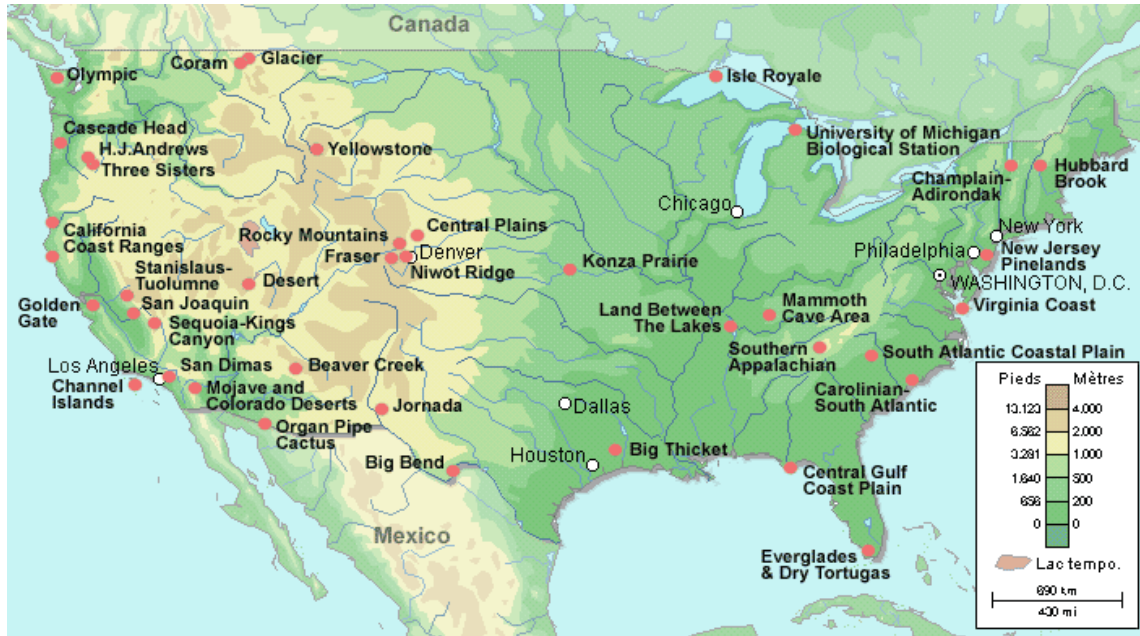 Canada
Coram
Glacier
Olympic
Isle Royale
Cascade Head
H.J.Andrews
Three Sisters
Yellowstone
University of Michigan
Biological Station
Champlain-
Adirondak
Hubbard
Brook
Chicago
California
Coast Ranges
Rocky Mountains
Central Plains
Fraser
Denver
Niwot Ridge
Konza Prairie
New York
Philadelphia
New Jersey
Pinelands
WASHINGTON, D.C.
Virginia Coast
Stanislaus-
Tuolumne
Desert
San Joaquin
Golden
Gate
Sequoia-Kings
Canyon
Land Between
The Lakes
Mammoth
Cave Area
Southern
Appalachian
South Atlantic Coastal Plain
Carolinian-
South Atlantic
Los Angeles
San Dimas
Beaver Creek
Channel
Islands
Mojave and
Colorado Deserts
Jornada
Organ Pipe
Cactus
Dallas
Big Bend
Houston
Big Thicket
Central Gulf
Coast Plain
Mexico
Everglades
& Dry Tortugas
Pieds Mètres
13.123 4.000
6.562 2.000
3.281 1.000
1.640 500
656 200
0 0
Lac tempo.
690 km
430 mi